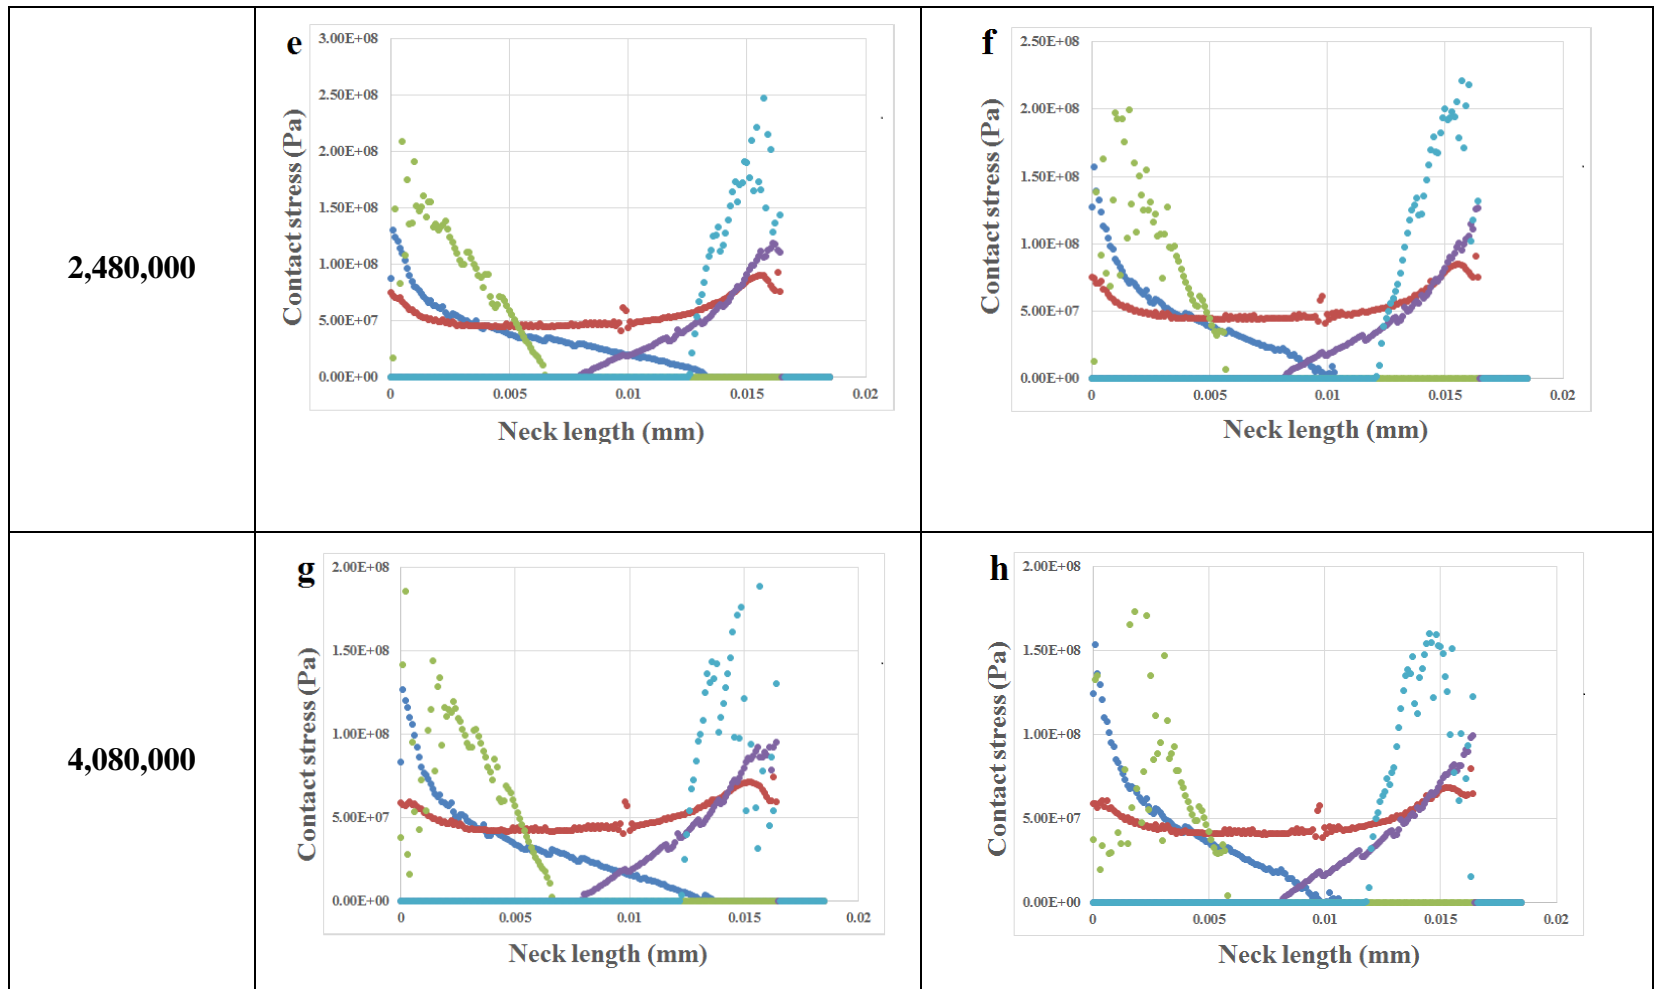 2,480,000
e
3.00E+08
2.50E+08
2.00E+08
1.50E+08
1.00E+08
5.00E+07
0.00E+00
Contact stress (Pa)
0 0.005 0.01 0.015 0.02
Neck length (mm)
f
2.50E+08
2.00E+08
1.50E+08
1.00E+08
5.00E+07
0.00E+00
Contact stress (Pa)
0 0.005 0.01 0.015 0.02
Neck length (mm)
4,080,000
g
2.00E+08
1.50E+08
1.00E+08
5.00E+07
0.00E+00
Contact stress (Pa)
0 0.005 0.01 0.015 0.02
Neck length (mm)
h
2.00E+08
1.50E+08
1.00E+08
5.00E+07
0.00E+00
Contact stress (Pa)
0 0.005 0.01 0.015 0.02
Neck length (mm)